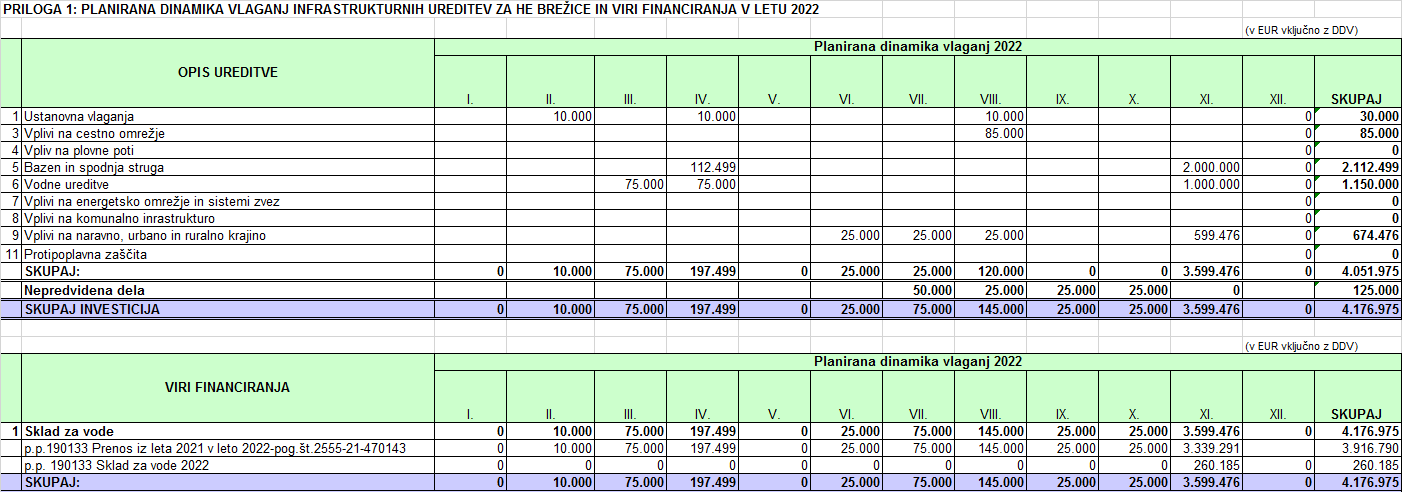 PRILOGA 1: PLANIRANA DINAMIKA VLAGANJ INFRASTRUKTURNIH UREDITEV ZA HE BREŽICE IN VIRI FINANCIRANJA V LETU 2022
(v EUR vključno z DDV)
OPIS UREDITVE Planirana dinamika vlaganj 2022
I. II. III. IV. V. VI. VII. VIII. IX. X. XI. XII. SKUPAJ
1 Ustanovna vlaganja 10.000 10.000 10.000 0 30.000
3 Vplivi na cestno omrežje 85.000 0 85.000
4 Vpliv na plovne poti 0 0
5 Bazen in spodnja struga 112.499 2.000.000 0 2.112.499
6 Vodne ureditve 75.000 75.000 1.000.000 0 1.150.000
7 Vplivi na energetsko omrežje in sistemi zvez 0 0
8 Vplivi na komunalno inrastrukturo 0 0
9 Vplivi na naravno, urbano in ruralno krajino 25.000 25.000 25.000 599.476 0 674.476
11 Protipoplavna zaščita 0 0
SKUPAJ: 0 10.000 75.000 197.499 0 25.000 25.000 120.000 0 0 3.599.476 0 4.051.975
Nepredvidena dela 50.000 25.000 25.000 25.000 0 125.000
SKUPAJ INVESTICIJA 0 10.000 75.000 197.499 0 25.000 75.000 145.000 25.000 25.000 3.599.476 0 4.176.975
(v EUR vključno z DDV)
VIRI FINANCIRANJA Planirana dinamika vlaganj 2022
I. II. III. IV. V. VI. VII. VIII. IX. X. XI. XII. SKUPAJ
1 Sklad za vode 0 10.000 75.000 197.499 0 25.000 75.000 145.000 25.000 25.000 3.599.476 0 4.176.975
p.p.190133 Prenos iz leta 2021 v leto 2022-pog.št.2555-21-470143 0 10.000 75.000 197.499 0 25.000 75.000 145.000 25.000 25.000 3.339.291 3.916.790
p.p. 190133 Sklad za vode 2022 0 0 0 0 0 0 0 0 0 0 260.185 260.185
SKUPAJ: 0 10.000 75.000 197.499 0 25.000 75.000 145.000 25.000 25.000 3.599.476 0 4.176.975